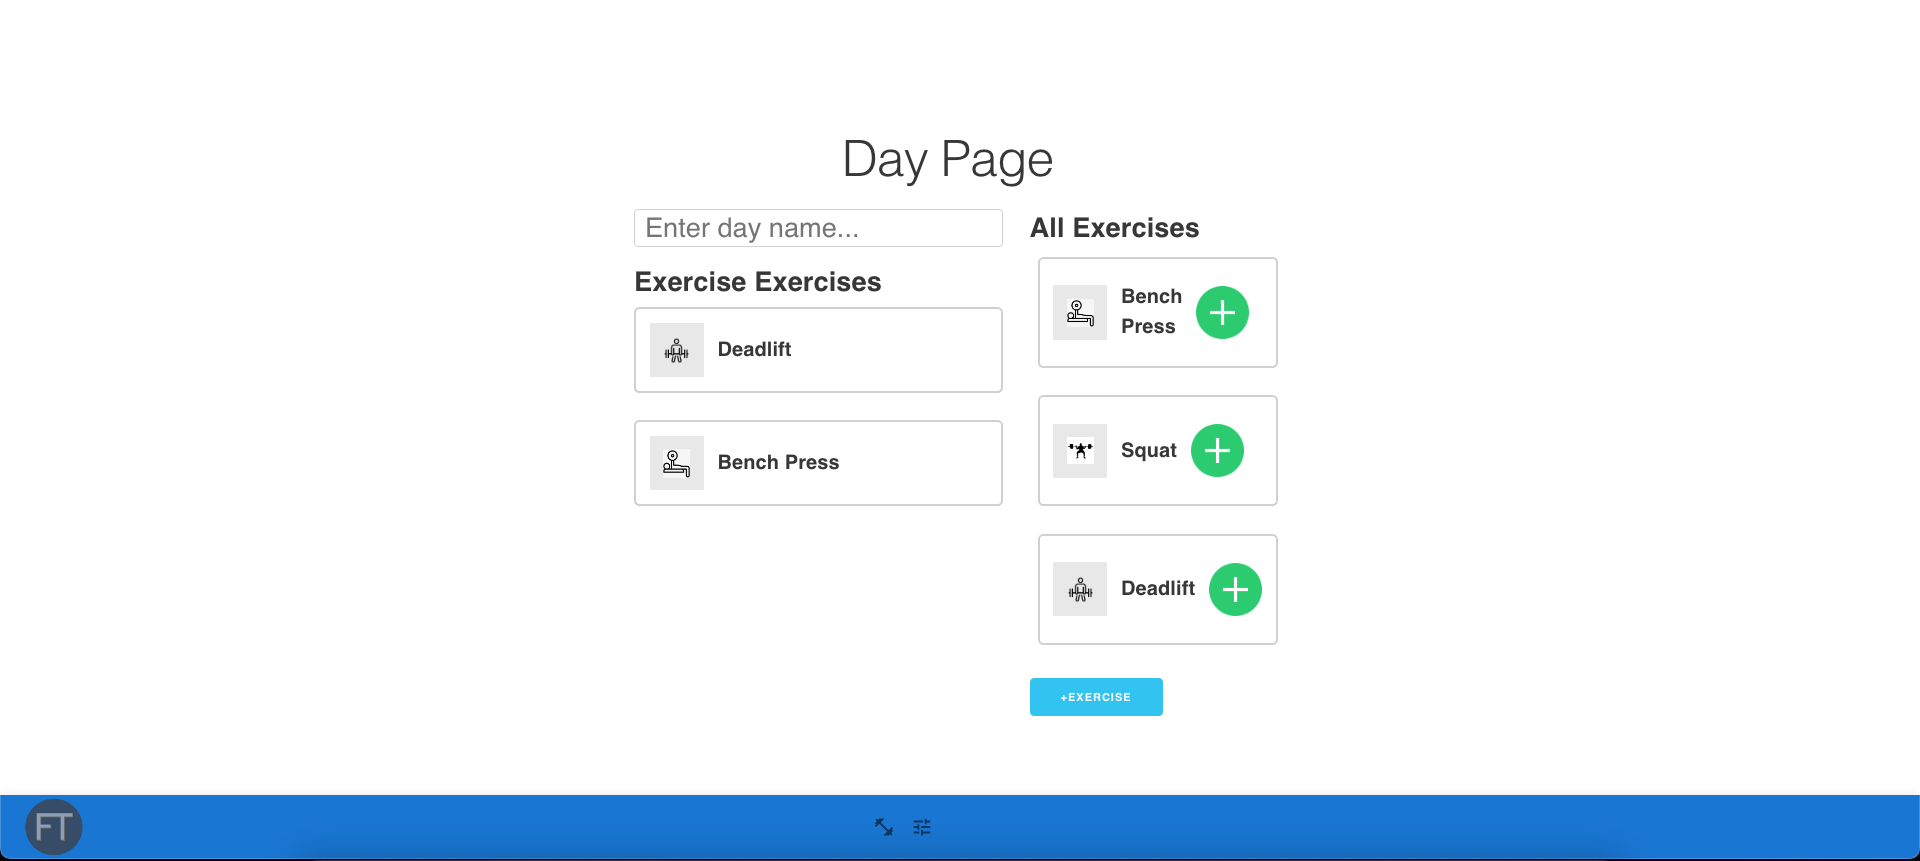 Day Page
Enter day name...
Exercise Exercises
Deadlift
Bench Press
All Exercises
Bench
Press
Squat
Deadlift
+EXERCISE
FT